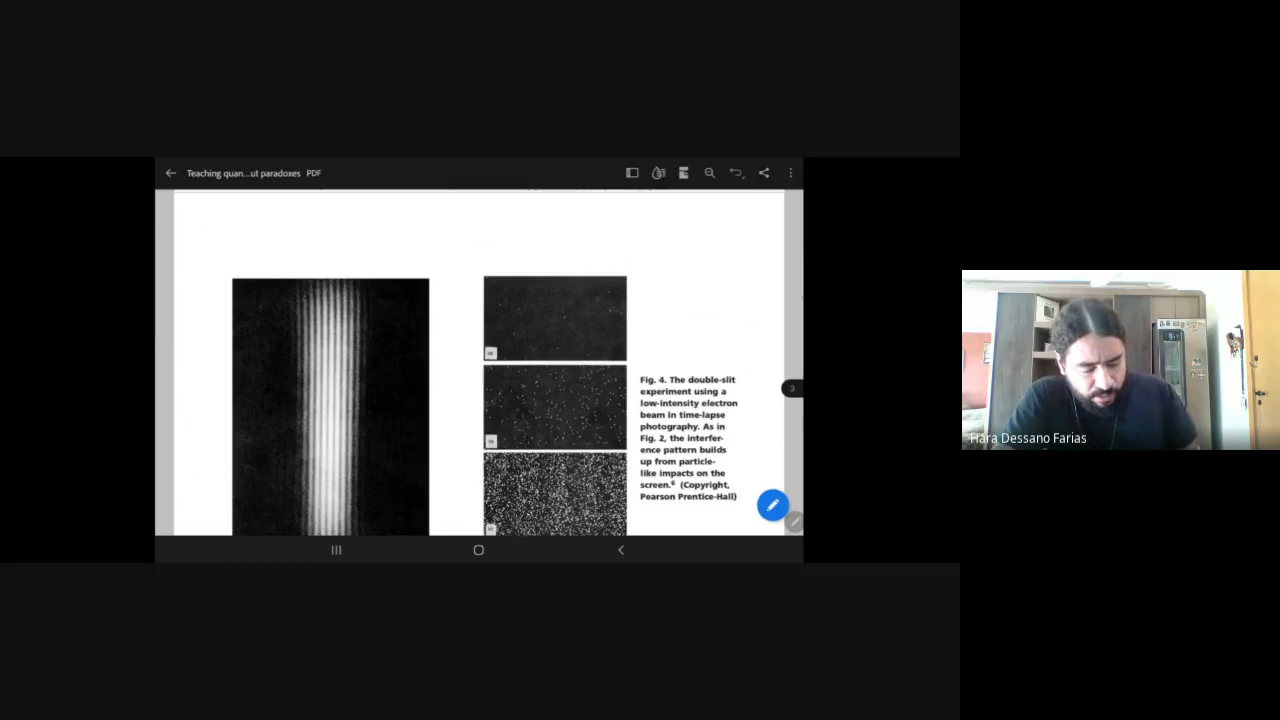 Teaching quan...ut paradoxes PDF
3
Fig. 4. The double-slit
experiment using a
low-intensity electron
beam in time-lapse
photography. As in
Fig. 2, the interfer-
ence pattern builds
up from particle-
like impacts on the
screen.6 (Copyright,
Pearson Prentice-Hall)
Hara Dessano Farias